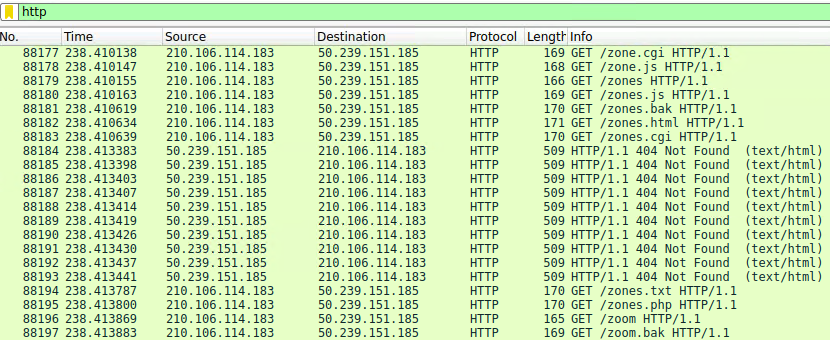 http
No. Time Source Destination Protocol Length Info
88177 238.410138 210.106.114.183 50.239.151.185 HTTP 169 GET /zone.cgi HTTP/1.1
88178 238.410147 210.106.114.183 50.239.151.185 HTTP 168 GET /zone.js HTTP/1.1
88179 238.410155 210.106.114.183 50.239.151.185 HTTP 166 GET /zones HTTP/1.1
88180 238.410163 210.106.114.183 50.239.151.185 HTTP 169 GET /zones.js HTTP/1.1
88181 238.410619 210.106.114.183 50.239.151.185 HTTP 170 GET /zones.bak HTTP/1.1
88182 238.410634 210.106.114.183 50.239.151.185 HTTP 171 GET /zones.html HTTP/1.1
88183 238.410639 210.106.114.183 50.239.151.185 HTTP 170 GET /zones.cgi HTTP/1.1
88184 238.413383 50.239.151.185 210.106.114.183 HTTP 509 HTTP/1.1 404 Not Found (text/html)
88185 238.413398 50.239.151.185 210.106.114.183 HTTP 509 HTTP/1.1 404 Not Found (text/html)
88186 238.413403 50.239.151.185 210.106.114.183 HTTP 509 HTTP/1.1 404 Not Found (text/html)
88187 238.413407 50.239.151.185 210.106.114.183 HTTP 509 HTTP/1.1 404 Not Found (text/html)
88188 238.413414 50.239.151.185 210.106.114.183 HTTP 509 HTTP/1.1 404 Not Found (text/html)
88189 238.413419 50.239.151.185 210.106.114.183 HTTP 509 HTTP/1.1 404 Not Found (text/html)
88190 238.413426 50.239.151.185 210.106.114.183 HTTP 509 HTTP/1.1 404 Not Found (text/html)
88191 238.413430 50.239.151.185 210.106.114.183 HTTP 509 HTTP/1.1 404 Not Found (text/html)
88192 238.413437 50.239.151.185 210.106.114.183 HTTP 509 HTTP/1.1 404 Not Found (text/html)
88193 238.413441 50.239.151.185 210.106.114.183 HTTP 509 HTTP/1.1 404 Not Found (text/html)
88194 238.413787 210.106.114.183 50.239.151.185 HTTP 170 GET /zones.txt HTTP/1.1
88195 238.413800 210.106.114.183 50.239.151.185 HTTP 170 GET /zones.php HTTP/1.1
88196 238.413869 210.106.114.183 50.239.151.185 HTTP 165 GET /zoom HTTP/1.1
88197 238.413883 210.106.114.183 50.239.151.185 HTTP 169 GET /zoom.bak HTTP/1.1